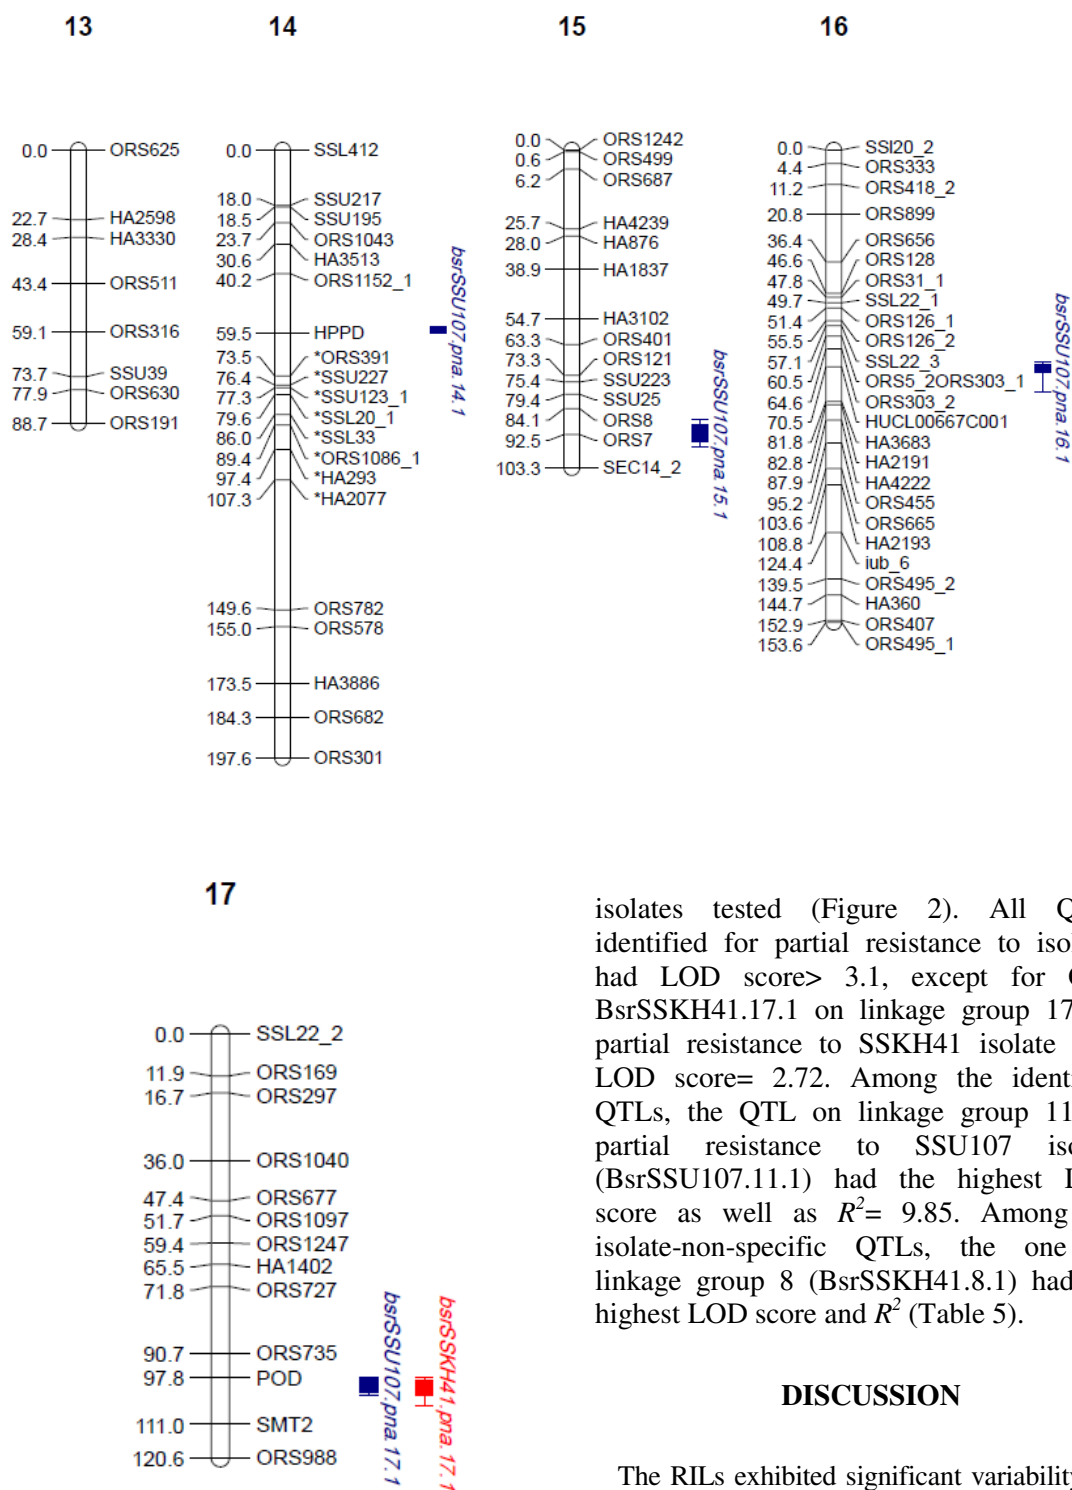 13 14 15 16
0.0 ORS625
22.7 HA2598
28.4 HA3330
43.4 ORS511
59.1 ORS316
73.7 SSU39
77.9 ORS630
88.7 ORS191
0.0 SSL412
18.0 SSU217
18.5 SSU195
23.7 ORS1043
30.6 HA3513
40.2 ORS1152_1
59.5 HPPD
73.5 *ORS391
76.4 *SSU227
77.3 *SSU123_1
79.6 *SSL20_1
86.0 *SSL33
89.4 *ORS1086_1
97.4 *HA293
107.3 *HA2077
149.6 ORS782
155.0 ORS578
173.5 HA3886
184.3 ORS682
197.6 ORS301
bsrSSU107.pna.14.1
0.0 ORS1242
0.6 ORS499
6.2 ORS687
25.7 HA4239
28.0 HA876
38.9 HA1837
54.7 HA3102
63.3 ORS401
73.3 ORS121
75.4 SSU223
79.4 SSU25
84.1 ORS8
92.5 ORS7
103.3 SEC14_2
bsrSSU107.pna.15.1
0.0 SSI20_2
4.4 ORS333
11.2 ORS418_2
20.8 ORS899
36.4 ORS656
46.6 ORS128
47.8 ORS31_1
49.7 SSL22_1
51.4 ORS126_1
55.5 ORS126_2
57.1 SSL22_3
60.5 ORS5_2ORS303_1
64.6 ORS303_2
70.5 HUCL00667C001
81.8 HA3683
82.8 HA2191
87.9 HA4222
95.2 ORS455
103.6 ORS665
108.8 HA2193
124.4 iub_6
139.5 ORS495_2
144.7 HA360
152.9 ORS407
153.6 ORS495_1
bsrSSU107.pna.16.1
17
0.0 SSL22_2
11.9 ORS169
16.7 ORS297
36.0 ORS1040
47.4 ORS677
51.7 ORS1097
59.4 ORS1247
65.5 HA1402
71.8 ORS727
90.7 ORS735
97.8 POD
111.0 SMT2
120.6 ORS988
bsrSSU107.pna.17.1
bsrSSKH41.pna.17.1
isolates tested (Figure 2). All Q
identified for partial resistance to isol
had LOD score> 3.1, except for
BsrSSKH41.17.1 on linkage group 17
partial resistance to SSKH41 isolate
LOD score= 2.72. Among the identi
QTLs, the QTL on linkage group 11
partial resistance to SSU107 iso
(BsrSSU107.11.1) had the highest
score as well as R²= 9.85. Among
isolate-non-specific QTLs, the one
linkage group 8 (BsrSSKH41.8.1) had
highest LOD score and R² (Table 5).
DISCUSSION
The RILs exhibited significant variability